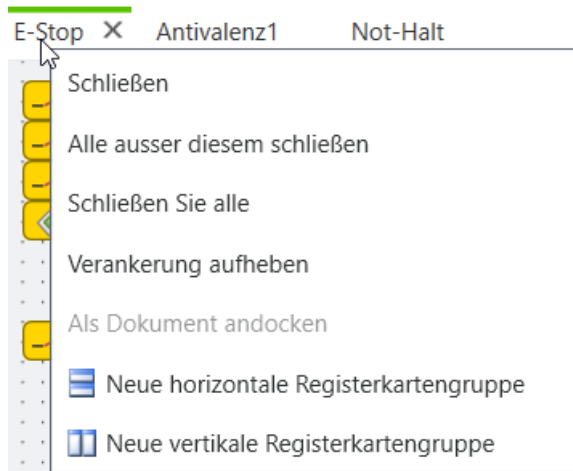 E-Stop Antivalenz1 Not-Halt
Schließen
Alle ausser diesem schließen
Schließen Sie alle
Verankerung aufheben
Als Dokument andocken
Neue horizontale Registerkartengruppe
Neue vertikale Registerkartengruppe